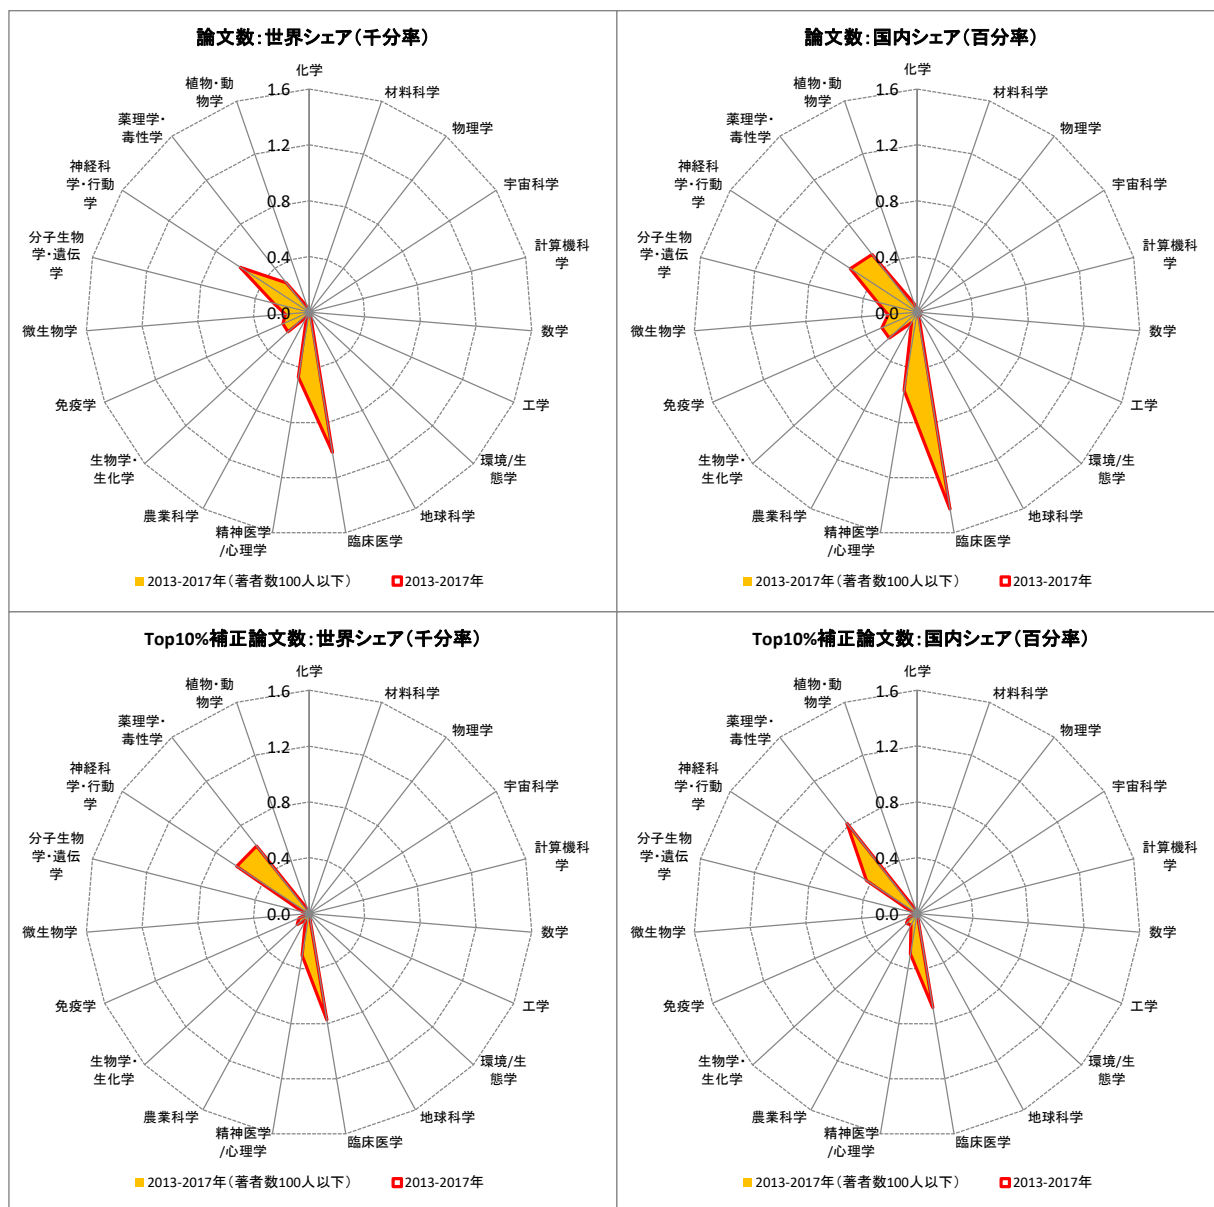 論文数：世界シェア（千分率）
化学
材料科学
物理学
宇宙科学
計算機科
学
数学
工学
環境/生
態学
地球科学
臨床医学
精神医学
/心理学
農業科学
生物学・
生化学
免疫学
微生物学
分子生物
学・遺伝
学
神経科
学・行動
学
薬理学・
毒性学
植物・動
物学
1.6
1.2
0.8
0.4
0.0
2013-2017年（著者数100人以下）
2013-2017年
論文数：国内シェア（百分率）
化学
材料科学
物理学
宇宙科学
計算機科
学
数学
工学
環境/生
態学
地球科学
臨床医学
精神医学
/心理学
農業科学
生物学・
生化学
免疫学
微生物学
分子生物
学・遺伝
学
神経科
学・行動
学
薬理学・
毒性学
植物・動
物学
1.6
1.2
0.8
0.4
0.0
2013-2017年（著者数100人以下）
2013-2017年
Top10%補正論文数：世界シェア（千分率）
化学
材料科学
物理学
宇宙科学
計算機科
学
数学
工学
環境/生
態学
地球科学
臨床医学
精神医学
/心理学
農業科学
生物学・
生化学
免疫学
微生物学
分子生物
学・遺伝
学
神経科
学・行動
学
薬理学・
毒性学
植物・動
物学
1.6
1.2
0.8
0.4
0.0
2013-2017年（著者数100人以下）
2013-2017年
Top10%補正論文数：国内シェア（百分率）
化学
材料科学
物理学
宇宙科学
計算機科
学
数学
工学
環境/生
態学
地球科学
臨床医学
精神医学
/心理学
農業科学
生物学・
生化学
免疫学
微生物学
分子生物
学・遺伝
学
神経科
学・行動
学
薬理学・
毒性学
植物・動
物学
1.6
1.2
0.8
0.4
0.0
2013-2017年（著者数100人以下）
2013-2017年